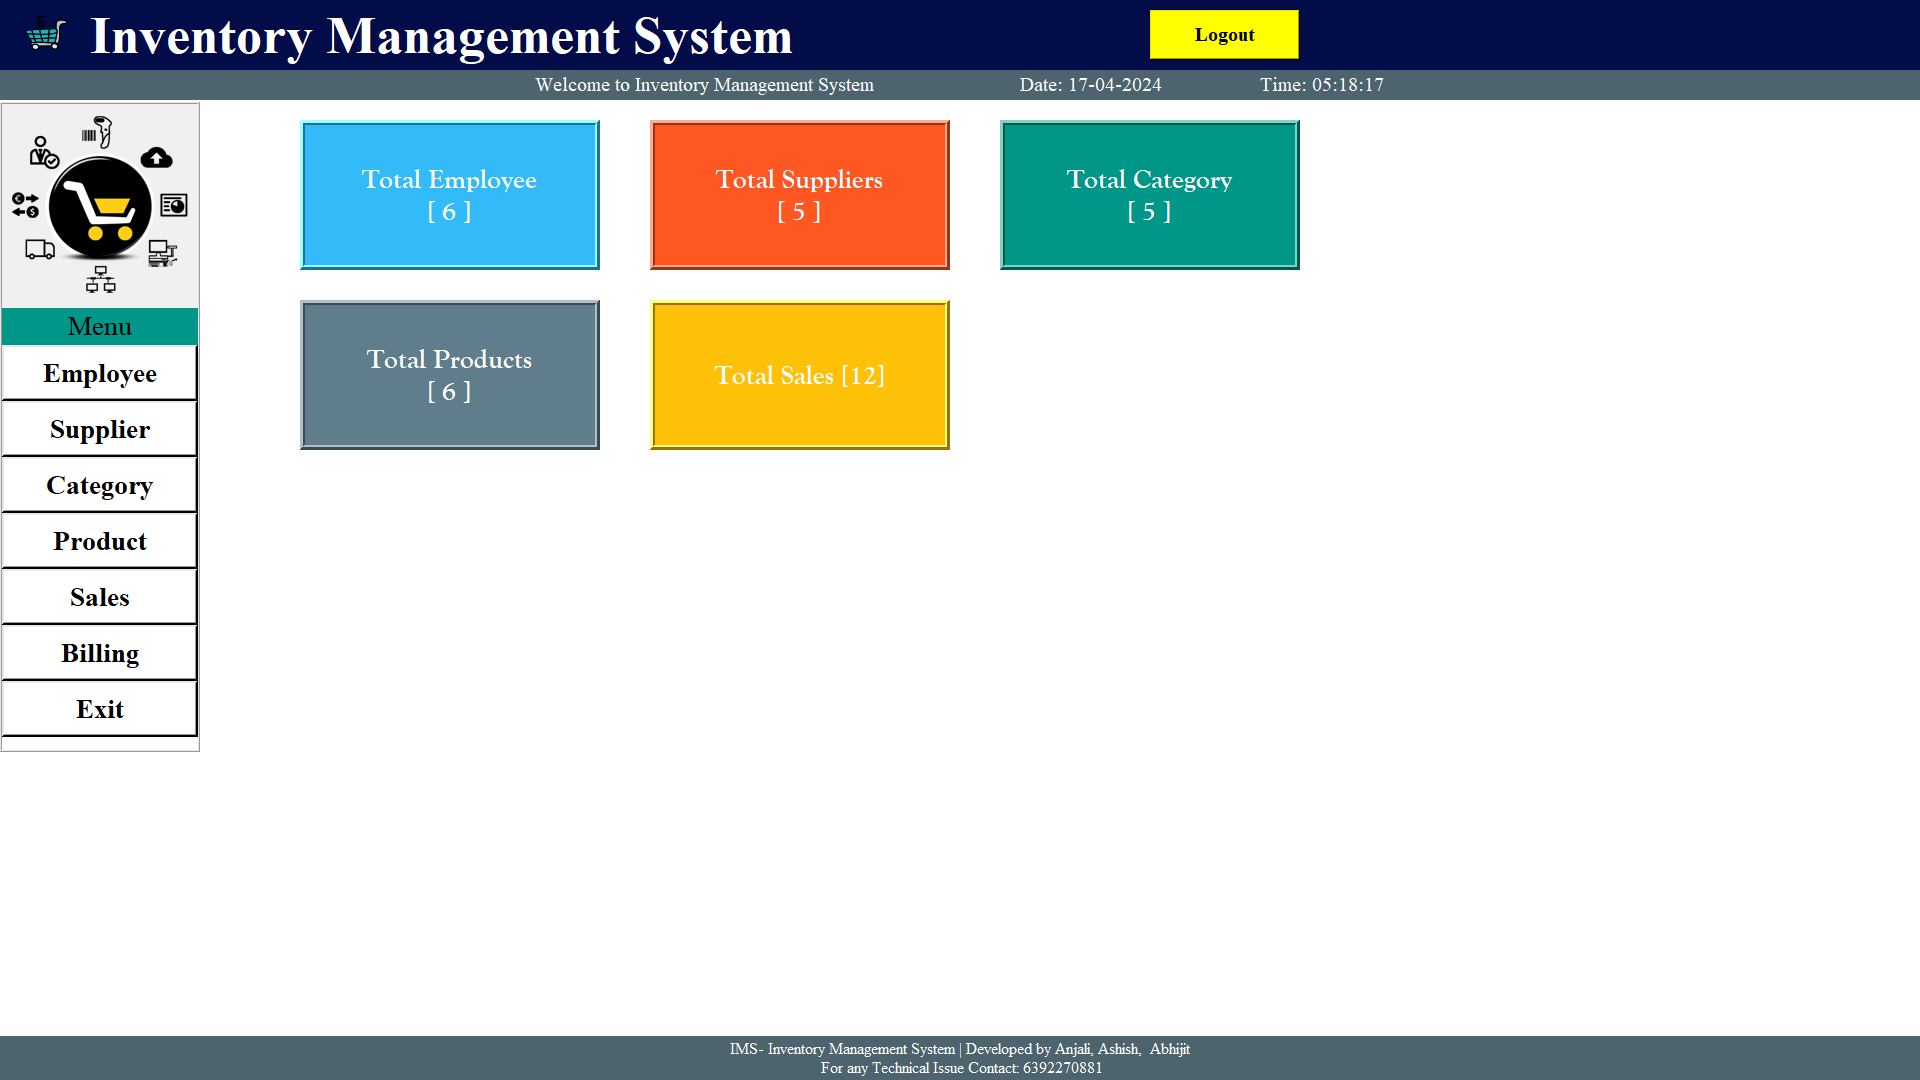 Inventory Management System
Logout
Welcome to Inventory Management System
Date: 17-04-2024
Time: 05:18:17
Menu
Employee
Supplier
Category
Product
Sales
Billing
Exit
Total Employee
[ 6 ]
Total Suppliers
[ 5 ]
Total Category
[ 5 ]
Total Products
[ 6 ]
Total Sales [12]
IMS- Inventory Management System | Developed by Anjali, Ashish,  Abhijit
For any Technical Issue Contact: 6392270881